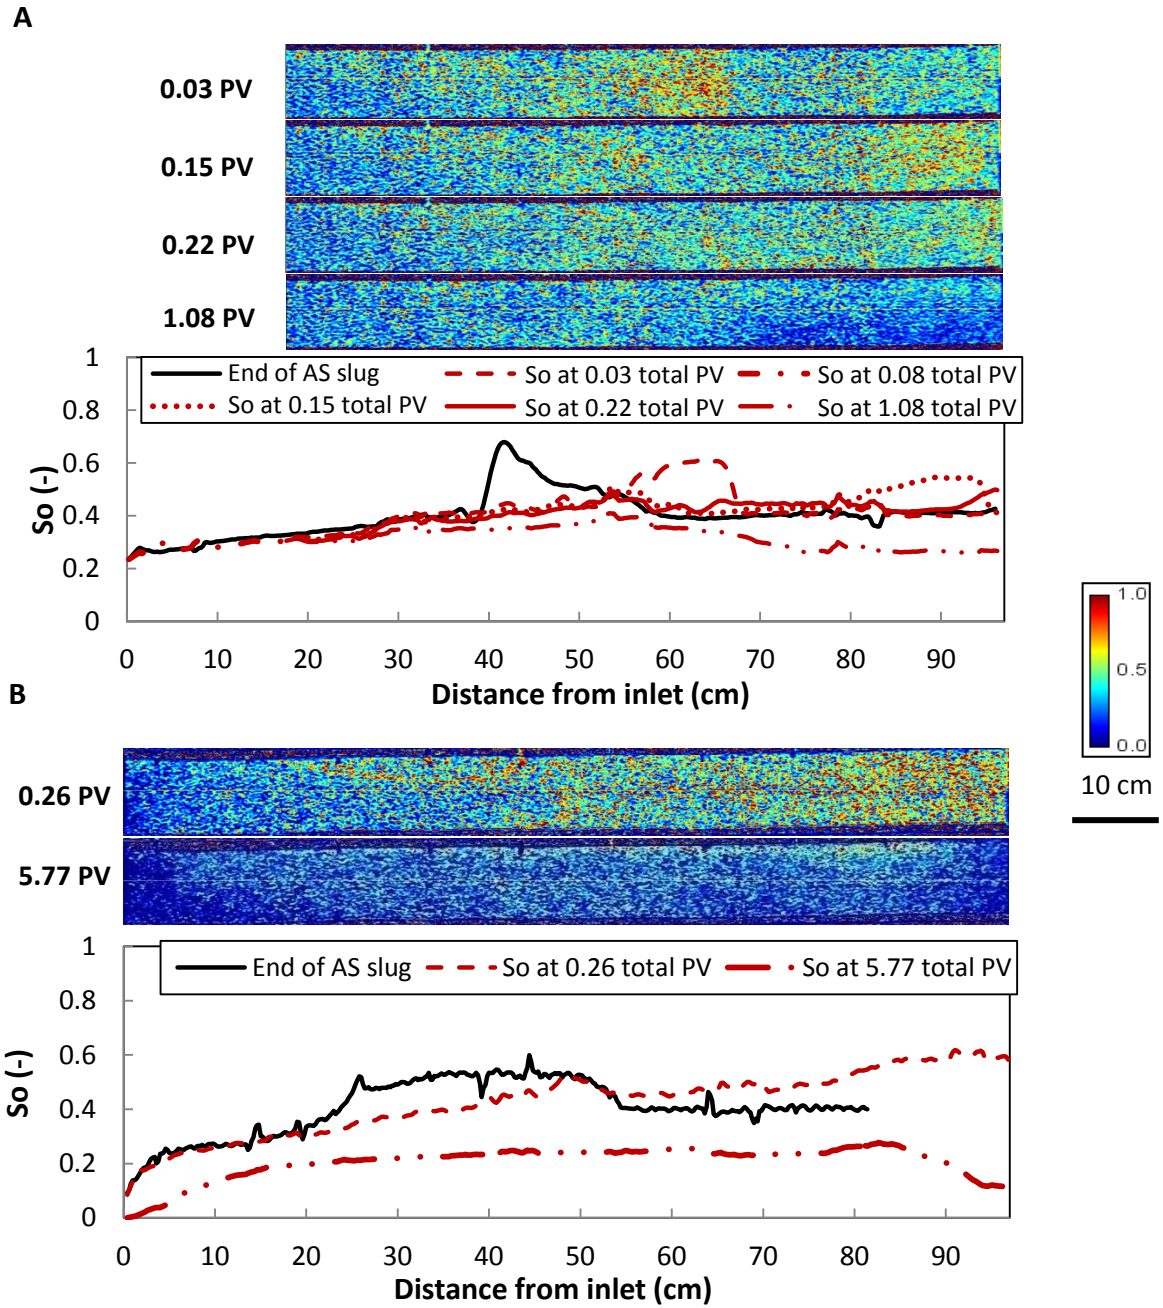 A
0.03 PV
0.15 PV
0.22 PV
1.08 PV
1
0.8
0.6
0.4
0.2
0
So (-)
End of AS slug
So at 0.03 total PV
So at 0.08 total PV
So at 0.15 total PV
So at 0.22 total PV
So at 1.08 total PV
0 10 20 30 40 50 60 70 80 90
Distance from inlet (cm)
1.0
0.5
0.0
10 cm
B
0.26 PV
5.77 PV
1
0.8
0.6
0.4
0.2
0
So (-)
End of AS slug
So at 0.26 total PV
So at 5.77 total PV
0 10 20 30 40 50 60 70 80 90
Distance from inlet (cm)